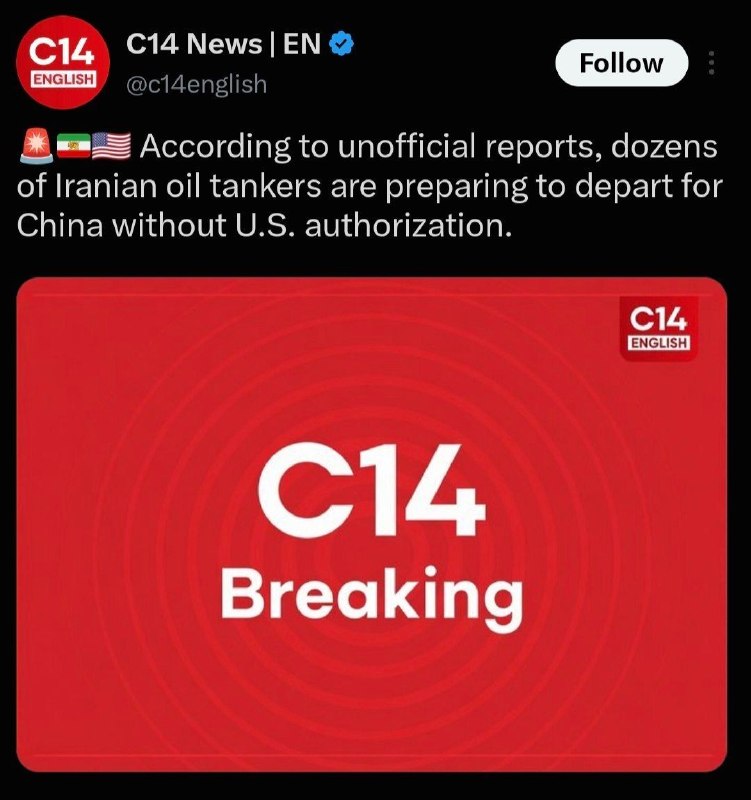 C14
ENGLISH
C14 News | EN
@c14english
Follow
According to unofficial reports, dozens
of Iranian oil tankers are preparing to depart for
China without U.S. authorization.
C14
ENGLISH
C14
Breaking